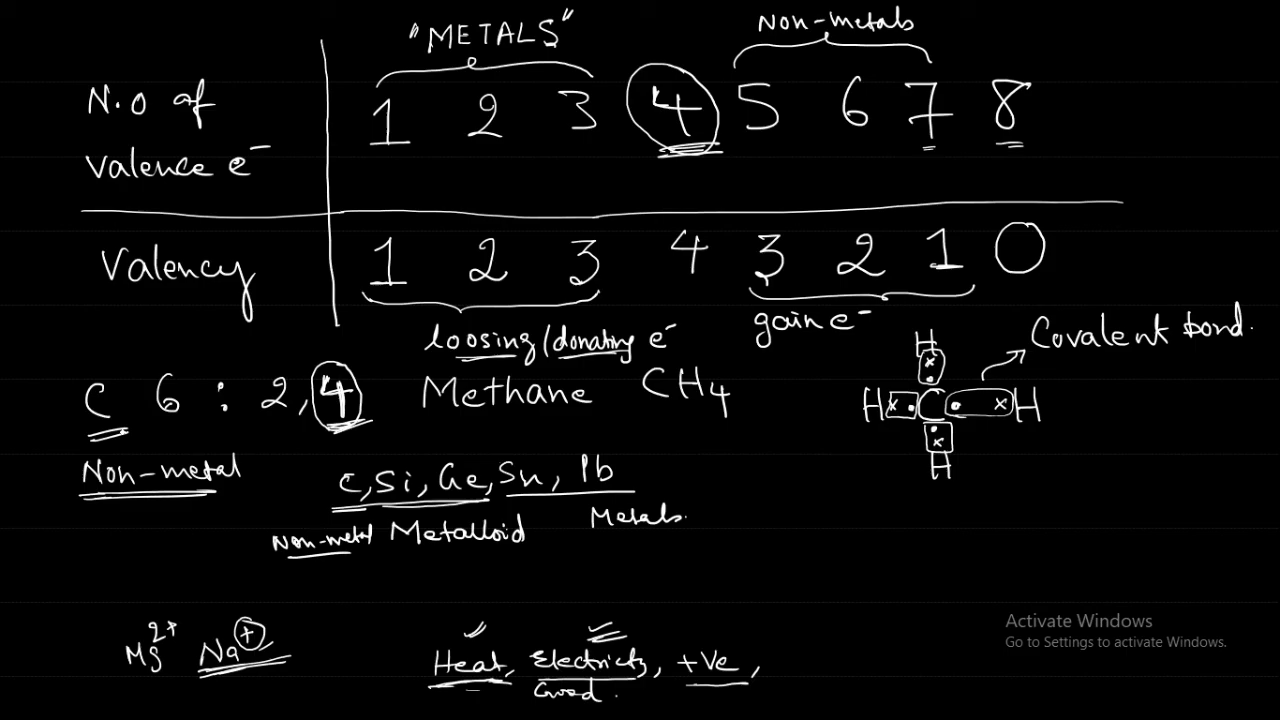 "METALS" Non-metals
N.O of valence e⁻ 1 2 3 4 5 6 7 8
Valency 1 2 3 4 3 2 1 0
loosing/donating e⁻ gain e⁻
Covalent bond.
C 6 : 2,4 Methane CH4
H
H C H
H
Non-metal
C, Si, Ge, Sn, Pb
Non-metal Metalloid Metals.
Mg²⁺ Na⁺
Heat, Electricity, +Ve,
Good.
Activate Windows
Go to Settings to activate Windows.